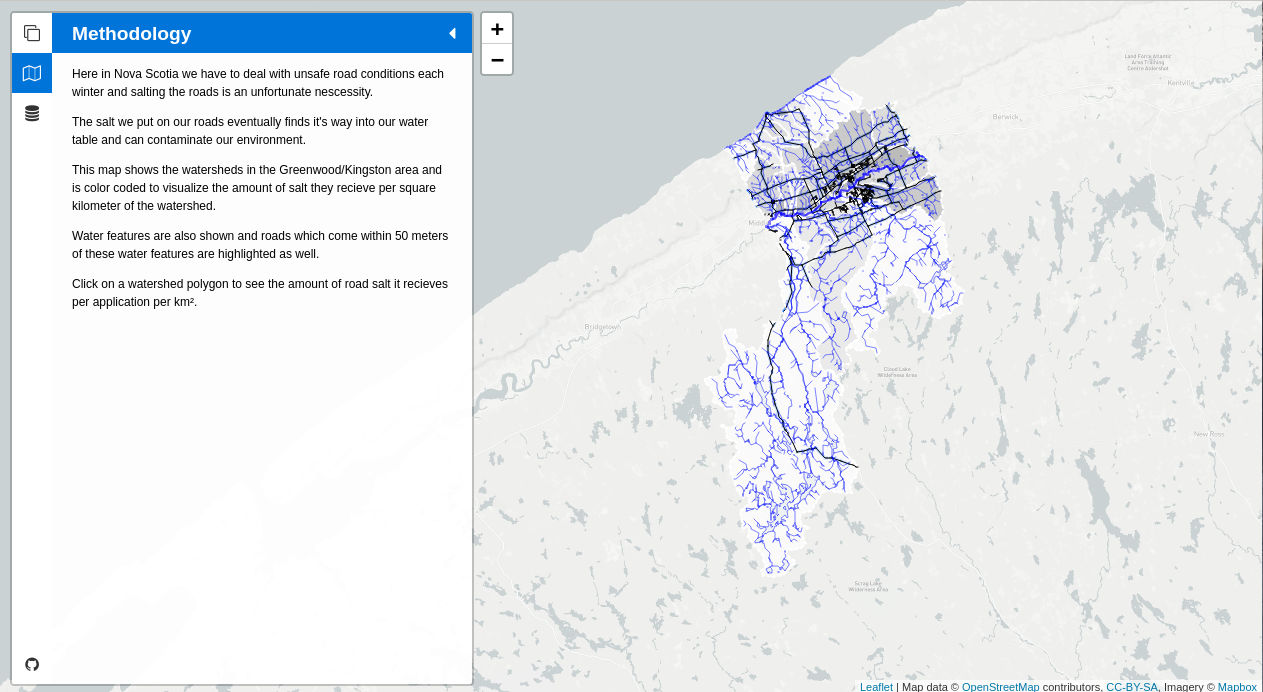 Methodology
Here in Nova Scotia we have to deal with unsafe road conditions each
winter and salting the roads is an unfortunate nescessity.
The salt we put on our roads eventually finds it's way into our water
table and can contaminate our environment.
This map shows the watersheds in the Greenwood/Kingston area and
is color coded to visualize the amount of salt they recieve per square
kilometer of the watershed.
Water features are also shown and roads which come within 50 meters
of these water features are highlighted as well.
Click on a watershed polygon to see the amount of road salt it recieves
per application per km².
+
−
Land Force Atlantic
Area Training
Centre Aldershot
Kentville
Berwick
Bridgetown
Cloud Lake
Wilderness Area
New Ross
Scrag Lake
Wilderness Area
Leaflet | Map data © OpenStreetMap contributors, CC-BY-SA, Imagery © Mapbox